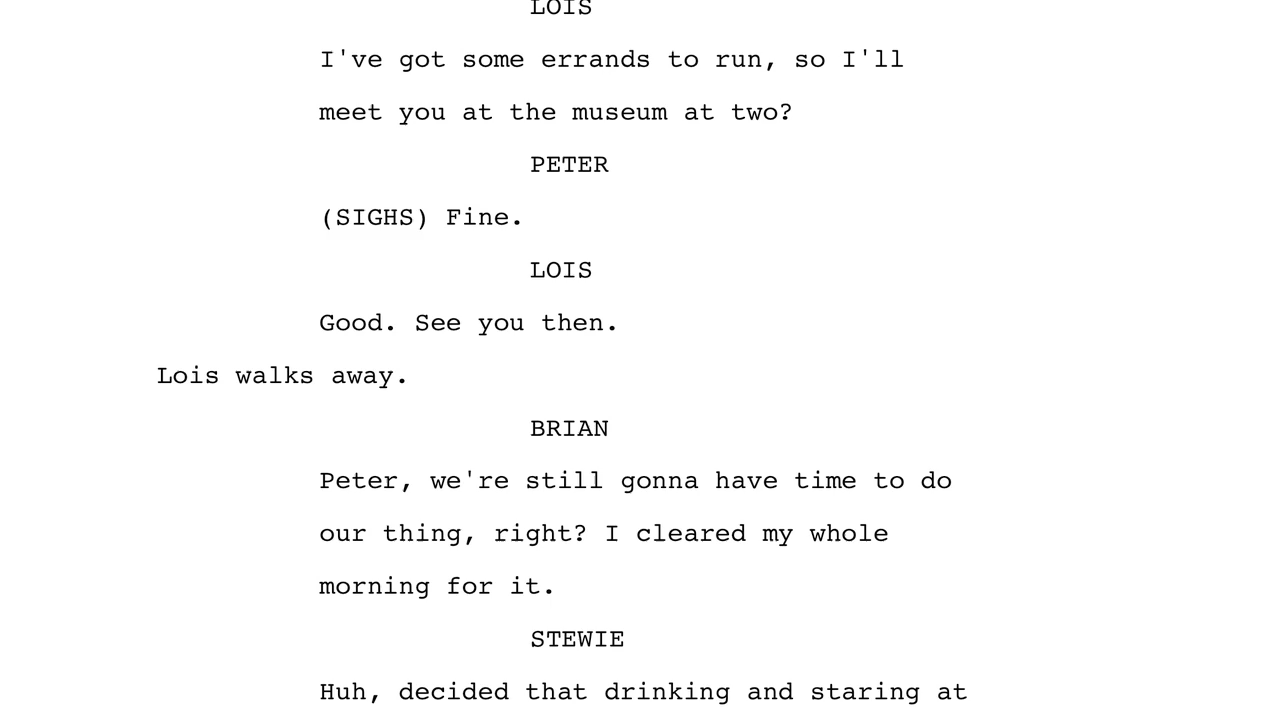 LOIS
I've got some errands to run, so I'll
meet you at the museum at two?
PETER
(SIGHS) Fine.
LOIS
Good. See you then.
Lois walks away.
BRIAN
Peter, we're still gonna have time to do
our thing, right? I cleared my whole
morning for it.
STEWIE
Huh, decided that drinking and staring at